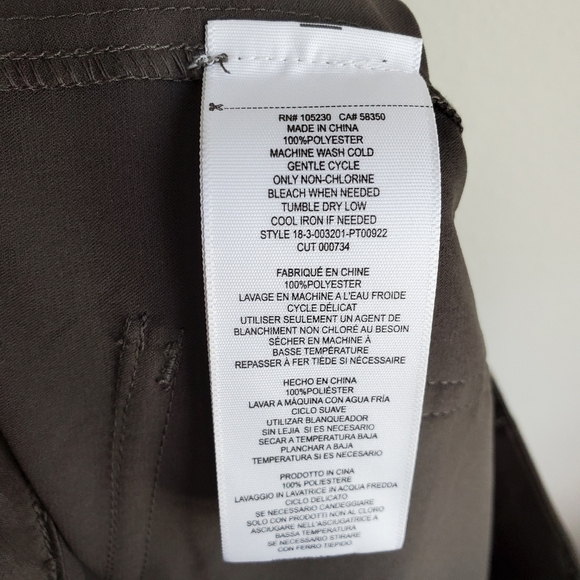 RN# 105230 CA# 58350
MADE IN CHINA
100%POLYESTER
MACHINE WASH COLD
GENTLE CYCLE
ONLY NON-CHLORINE
BLEACH WHEN NEEDED
TUMBLE DRY LOW
COOL IRON IF NEEDED
STYLE 18-3-003201-PT00922
CUT 000734
FABRIQUÉ EN CHINE
100%POLYESTER
LAVAGE EN MACHINE A L'EAU FROIDE
CYCLE DÉLICAT
UTILISER SEULEMENT UN AGENT DE
BLANCHIMENT NON CHLORÉ AU BESOIN
SÉCHER EN MACHINE À
BASSE TEMPÉRATURE
REPASSER À FER TIÈDE SI NÉCESSAIRE
HECHO EN CHINA
100%POLIÉSTER
LAVAR A MÁQUINA CON AGUA FRÍA
CICLO SUAVE
UTILIZAR BLANQUEADOR
SIN LEJIA SI ES NECESARIO
SECAR A TEMPERATURA BAJA
PLANCHAR A BAJA
TEMPERATURA SI ES NECESARIO
PRODOTTO IN CINA
100% POLIESTERE
LAVAGGIO IN LAVATRICE IN ACQUA FREDDA
CICLO DELICATO
SE NECESSARIO CANDEGGIARE
SOLO CON PRODOTTI NON AL CLORO
ASCIUGARE NELL'ASCIUGATRICE A
BASSA TEMPERATURA
SE NECESSARIO STIRARE
CON FERRO TIEPIDO